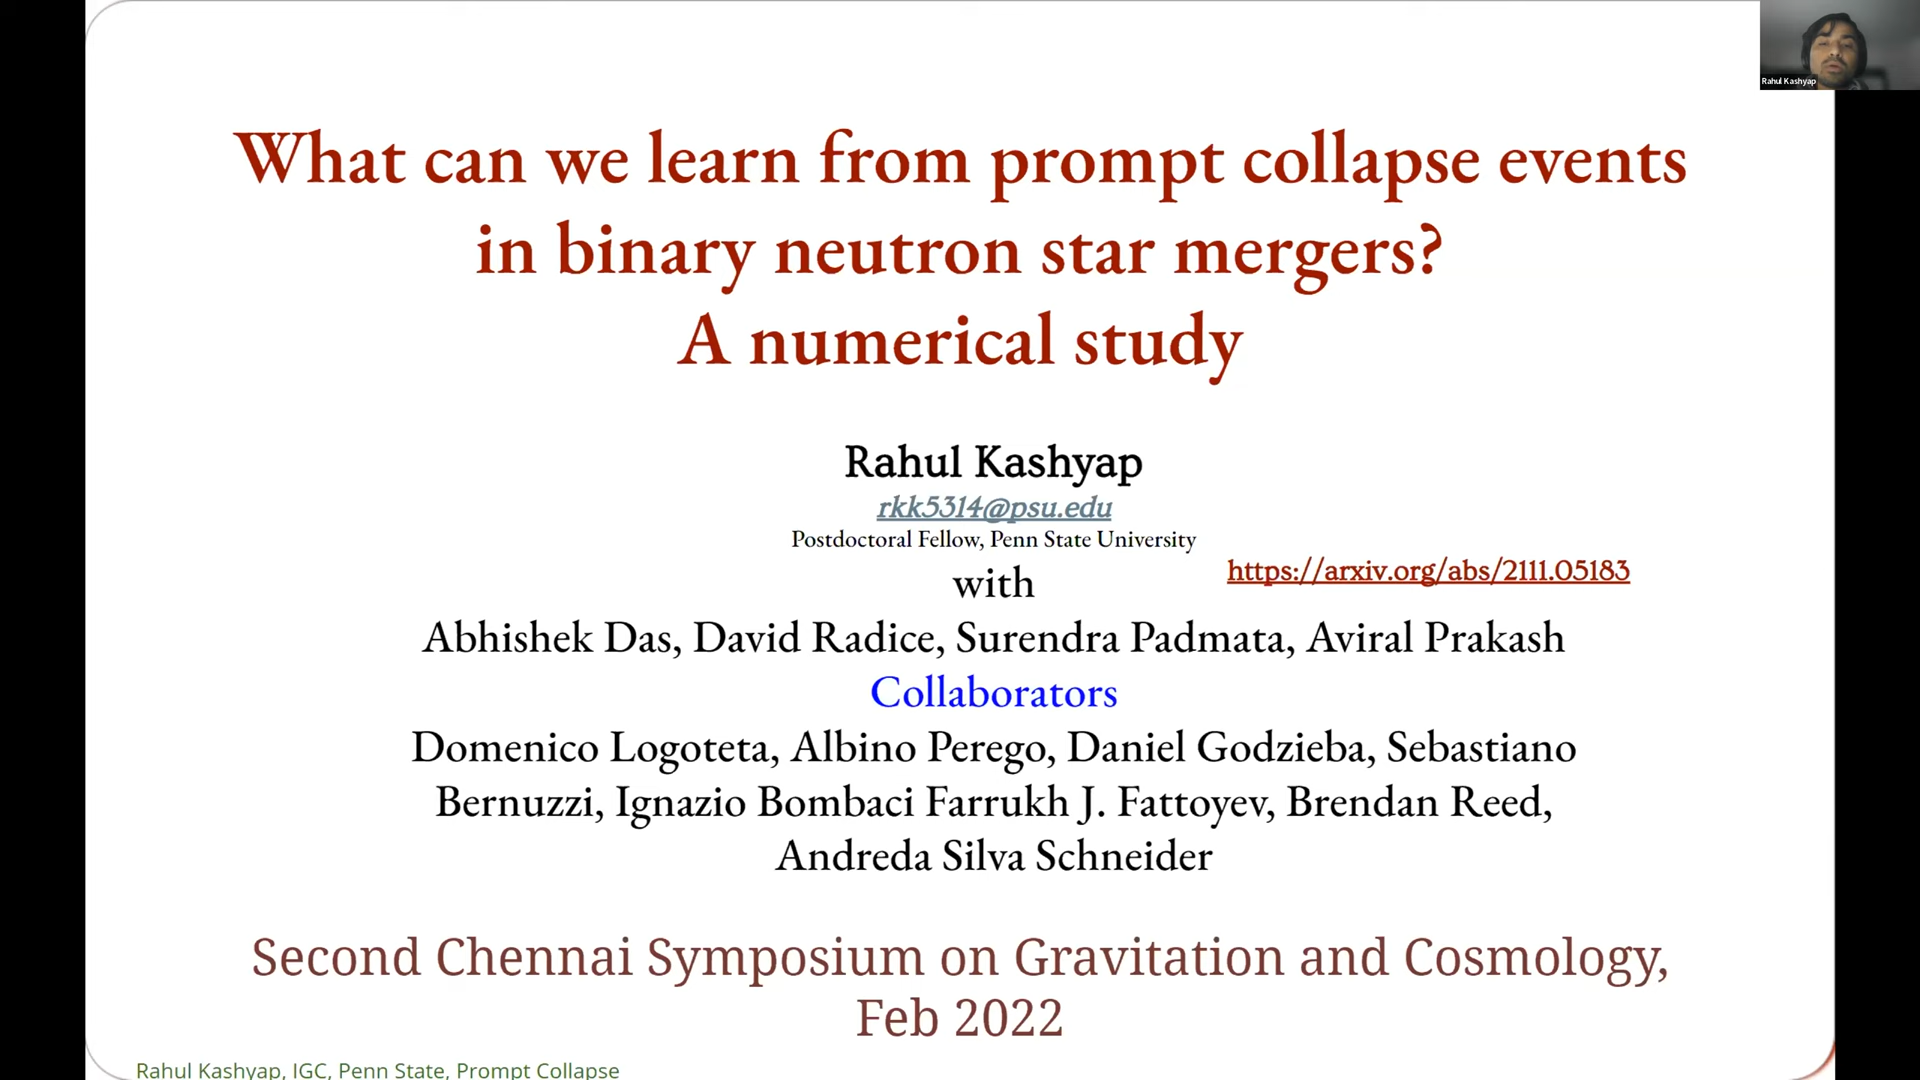 Rahul Kashyap
What can we learn from prompt collapse events
in binary neutron star mergers?
A numerical study
Rahul Kashyap
rkk5314@psu.edu
Postdoctoral Fellow, Penn State University
with
https://arxiv.org/abs/2111.05183
Abhishek Das, David Radice, Surendra Padmata, Aviral Prakash
Collaborators
Domenico Logoteta, Albino Perego, Daniel Godzieba, Sebastiano
Bernuzzi, Ignazio Bombaci Farrukh J. Fattoyev, Brendan Reed,
Andreda Silva Schneider
Second Chennai Symposium on Gravitation and Cosmology,
Feb 2022
Rahul Kashyap, IGC, Penn State, Prompt Collapse